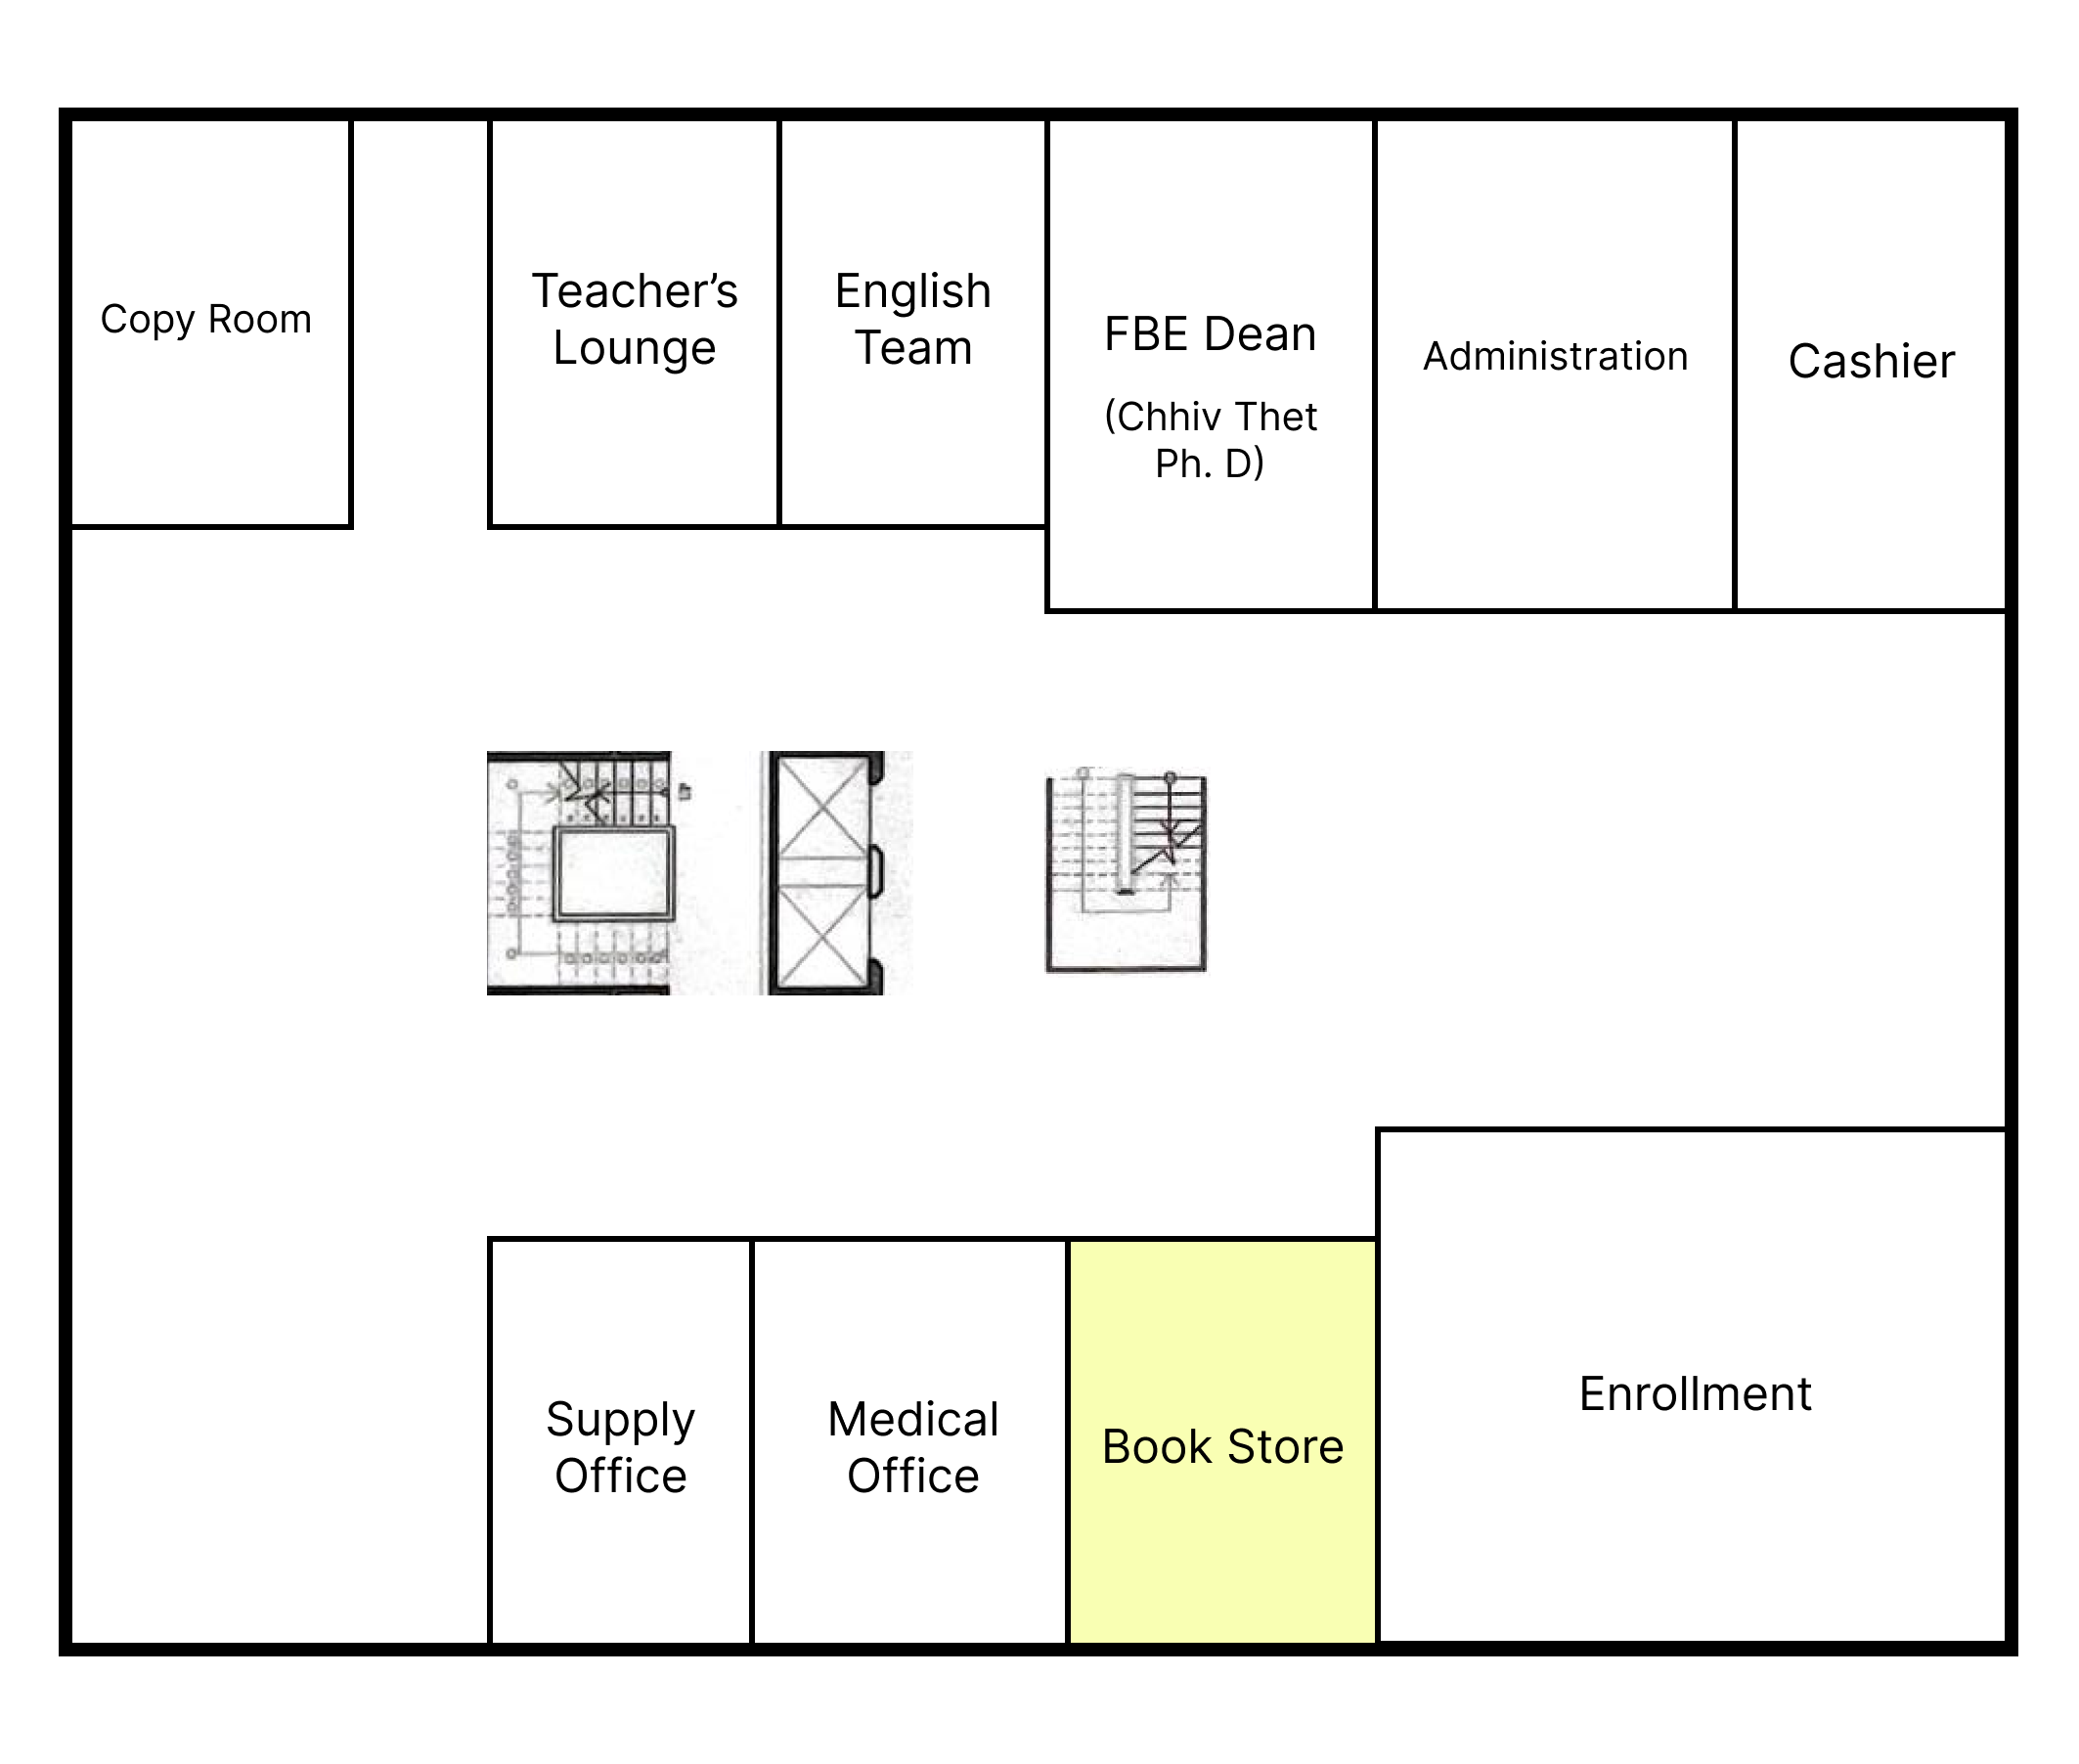 Copy Room
Teacher’s
Lounge
English
Team
FBE Dean
(Chhiv Thet
Ph. D)
Administration
Cashier
Supply
Office
Medical
Office
Book Store
Enrollment